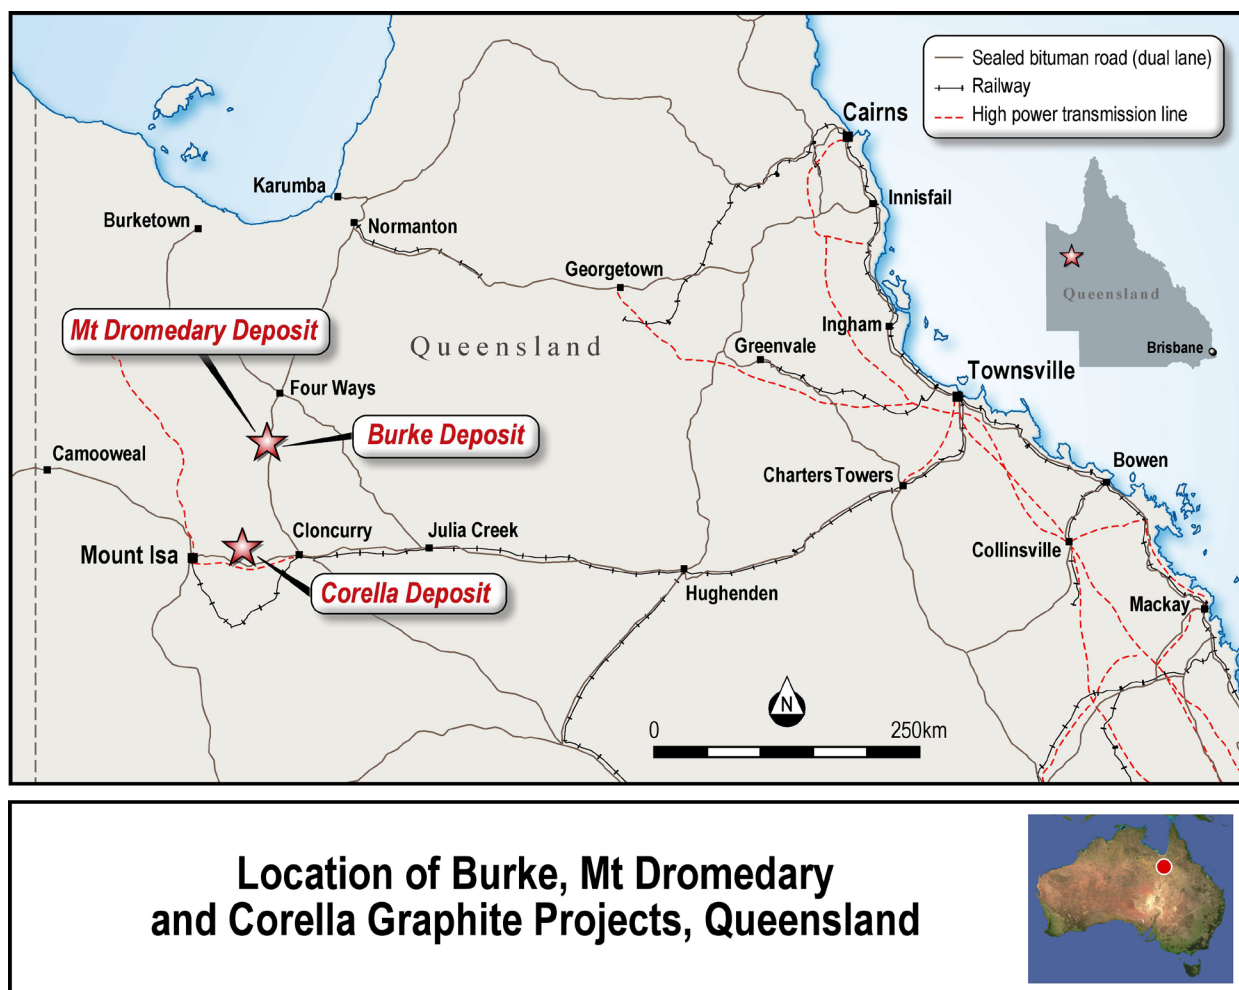 Sealed bituman road (dual lane)
Railway
High power transmission line
Cairns
Karumba
Innisfail
Burketown
Normanton
Georgetown
Queensland
Mt Dromedary Deposit
Ingham
Greenvale
Queensland
Brisbane
Townsville
Four Ways
Burke Deposit
Camooweal
Charters Towers
Bowen
Mount Isa
Cloncurry
Julia Creek
Collinsville
Corella Deposit
Hughenden
Mackay
N
0 250km
Location of Burke, Mt Dromedary
and Corella Graphite Projects, Queensland